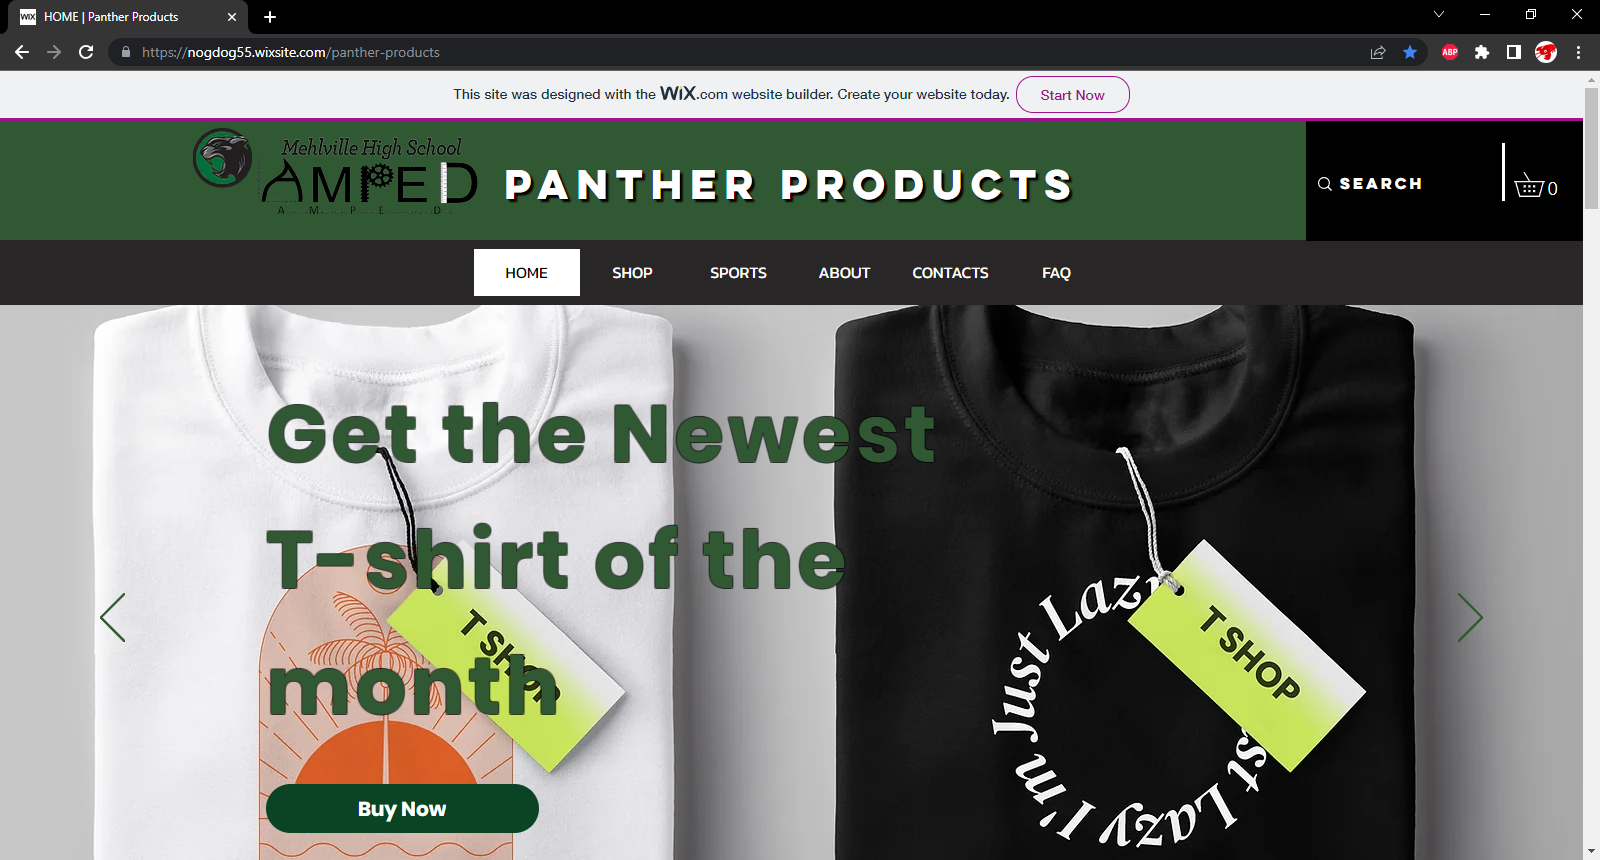 HOME | Panther Products
https://nogdog55.wixsite.com/panther-products
ABP
This site was designed with the WiX.com website builder. Create your website today.
Start Now
Mehlville High School
AMPED
A M P E D
PANTHER PRODUCTS
SEARCH
0
HOME
SHOP
SPORTS
ABOUT
CONTACTS
FAQ
Get the Newest
T-shirt of the
month
T SHOP
T SHOP
I'm Just Lazy
st Lazy
Buy Now